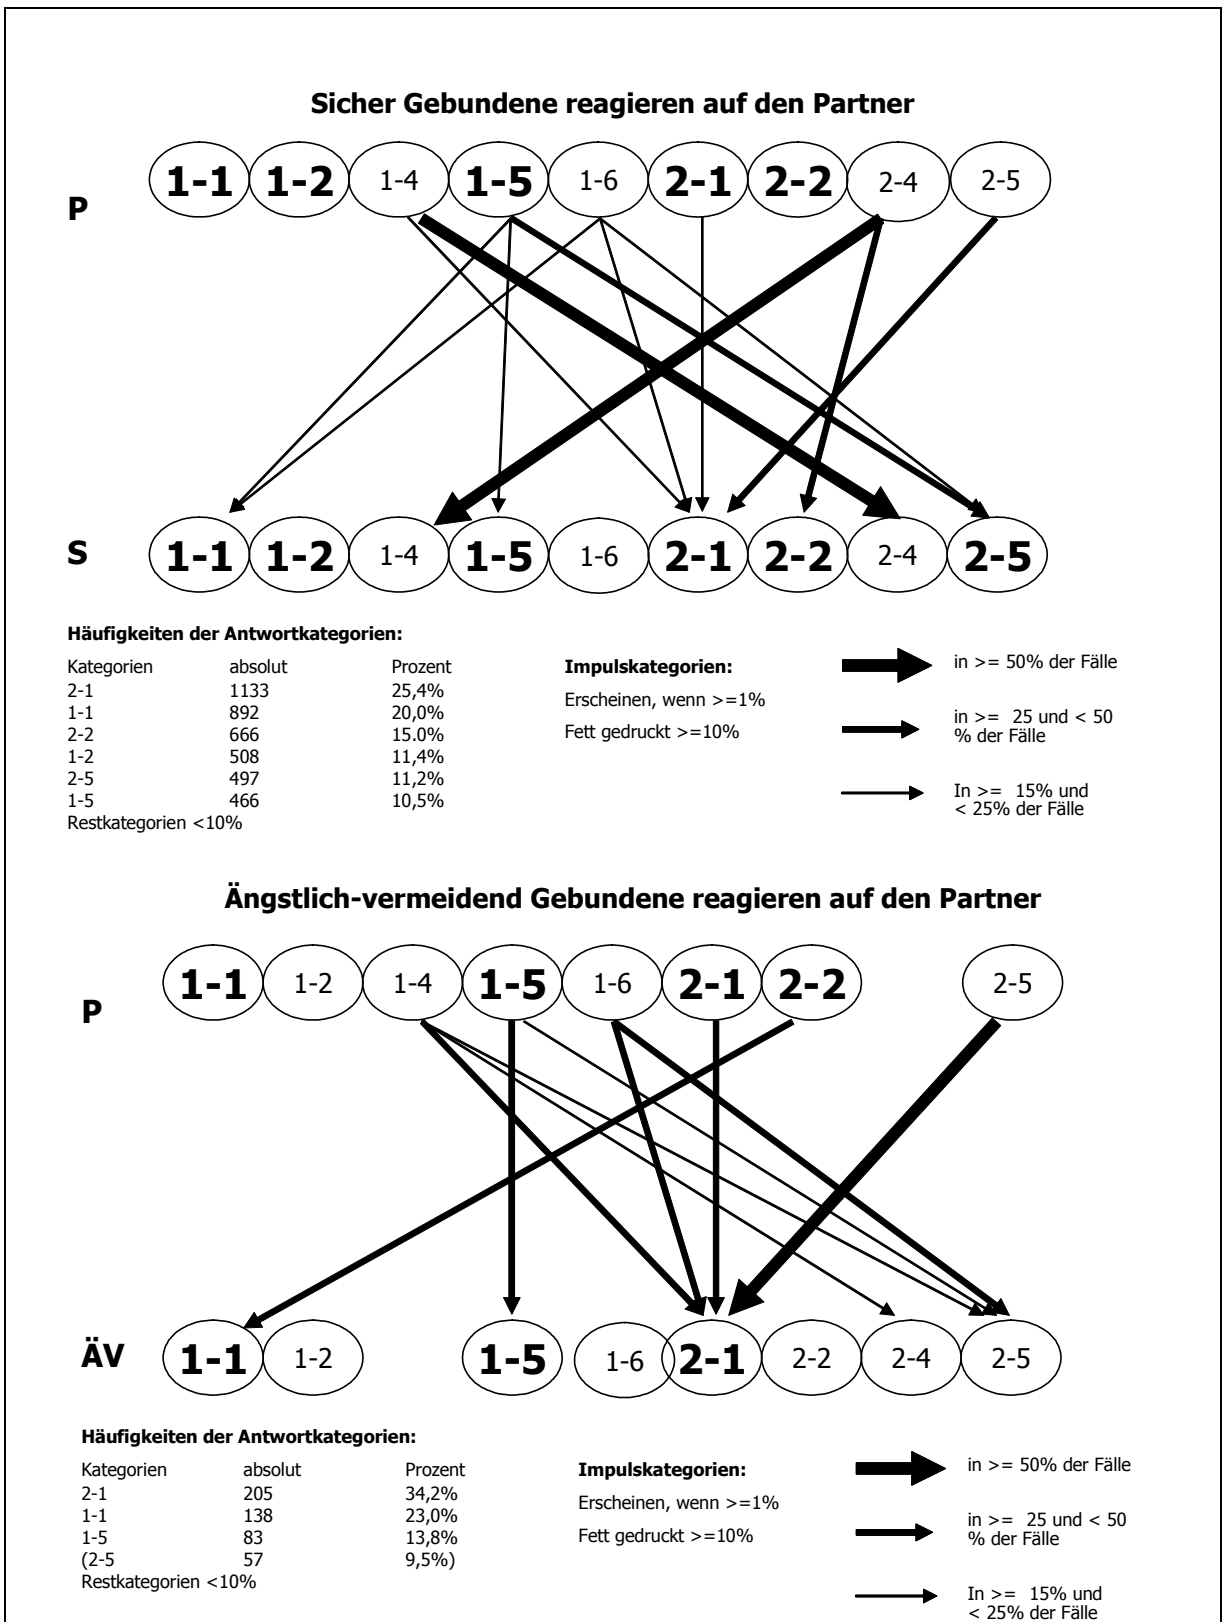 Sicher Gebundene reagieren auf den Partner
P 1-1 1-2 1-4 1-5 1-6 2-1 2-2 2-4 2-5
S 1-1 1-2 1-4 1-5 1-6 2-1 2-2 2-4 2-5
Häufigkeiten der Antwortkategorien:
Kategorien absolut Prozent
2-1 1133 25,4%
1-1 892 20,0%
2-2 666 15.0%
1-2 508 11,4%
2-5 497 11,2%
1-5 466 10,5%
Restkategorien <10%
Impulskategorien:
Erscheinen, wenn >=1%
Fett gedruckt >=10%
in >= 50% der Fälle
in >= 25 und < 50
% der Fälle
In >= 15% und
< 25% der Fälle
Ängstlich-vermeidend Gebundene reagieren auf den Partner
P 1-1 1-2 1-4 1-5 1-6 2-1 2-2 2-5
ÄV 1-1 1-2 1-5 1-6 2-1 2-2 2-4 2-5
Häufigkeiten der Antwortkategorien:
Kategorien absolut Prozent
2-1 205 34,2%
1-1 138 23,0%
1-5 83 13,8%
(2-5 57 9,5%)
Restkategorien <10%
Impulskategorien:
Erscheinen, wenn >=1%
Fett gedruckt >=10%
in >= 50% der Fälle
in >= 25 und < 50
% der Fälle
In >= 15% und
< 25% der Fälle